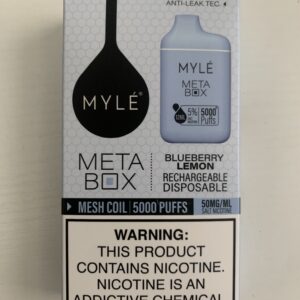 ANTI-LEAK TEC.
MYLÉ
META
BOX
5%
5000
Puffs
MYLÉ®
META
BOX
BLUEBERRY
LEMON
RECHARGEABLE
DISPOSABLE
MESH COIL | 5000 PUFFS
50MG/ML
SALT NICOTINE
WARNING:
THIS PRODUCT
CONTAINS NICOTINE.
NICOTINE IS AN
ADDICTIVE CHEMICAL